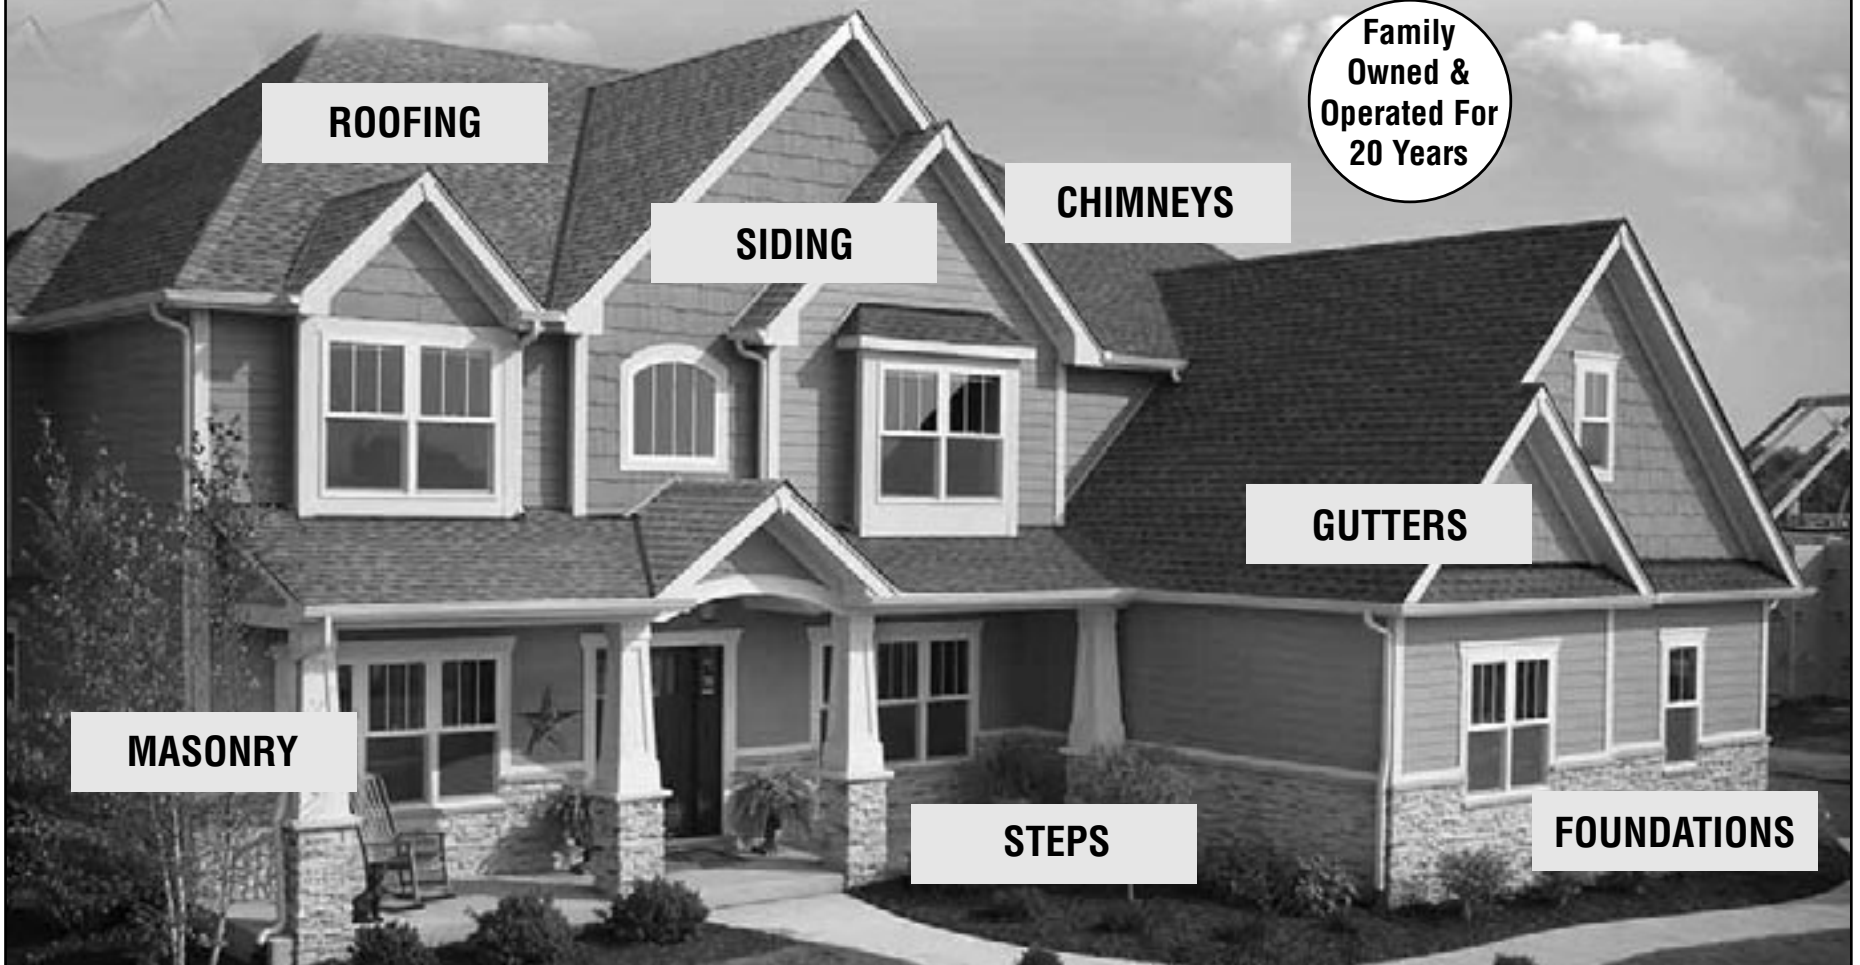 Family
Owned &
Operated For
20 Years
ROOFING
CHIMNEYS
SIDING
GUTTERS
MASONRY
STEPS
FOUNDATIONS